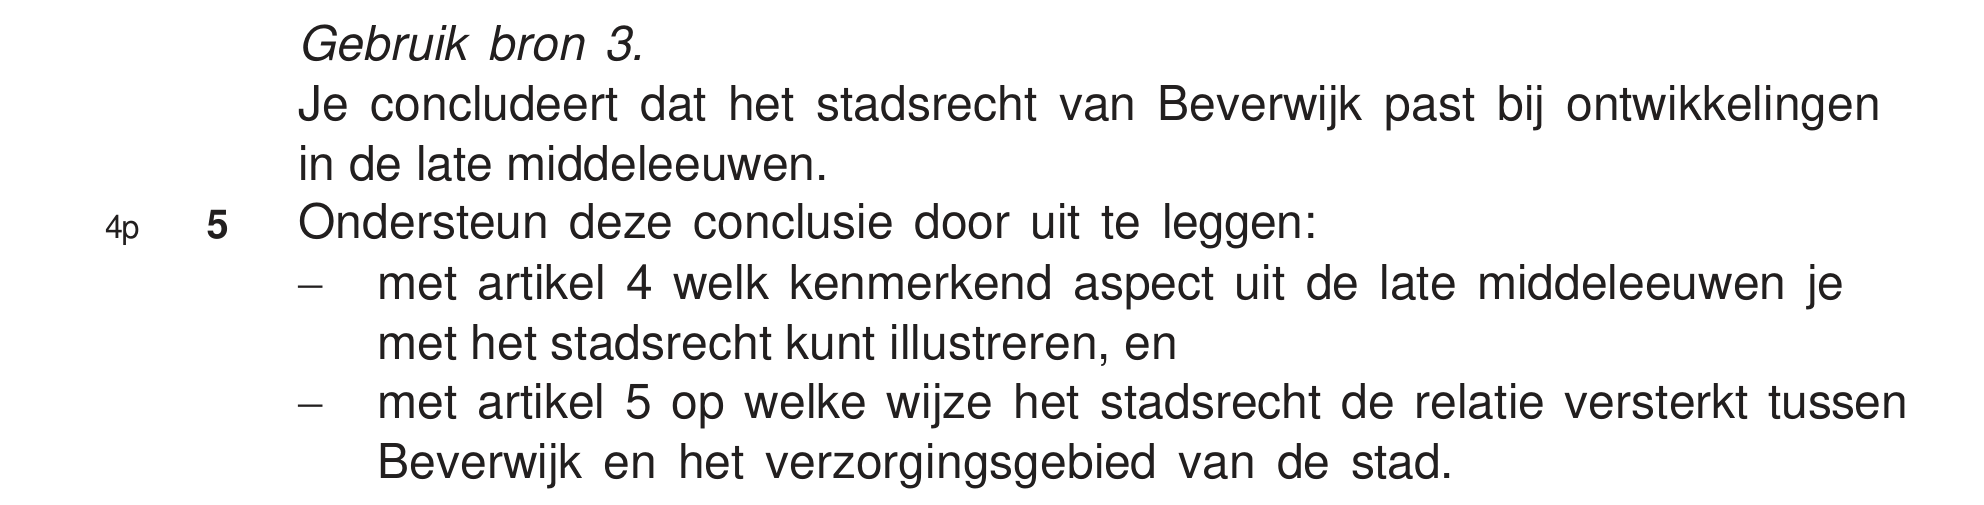 Gebruik bron 3.
Je concludeert dat het stadsrecht van Beverwijk past bij ontwikkelingen
in de late middeleeuwen.
4p 5 Ondersteun deze conclusie door uit te leggen:
– met artikel 4 welk kenmerkend aspect uit de late middeleeuwen je
met het stadsrecht kunt illustreren, en
– met artikel 5 op welke wijze het stadsrecht de relatie versterkt tussen
Beverwijk en het verzorgingsgebied van de stad.